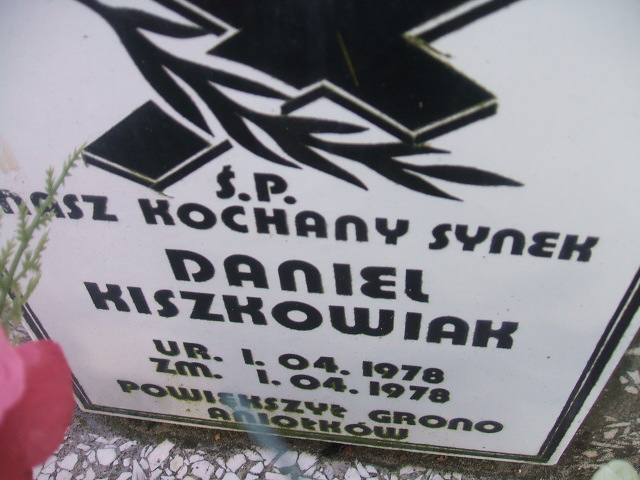 Ś.P.
NASZ KOCHANY SYNEK
DANIEL
KISZKOWIAK
UR. 1. 04. 1978
ZM. 1. 04. 1978
POWIĘKSZYŁ GRONO
ANIOŁKÓW